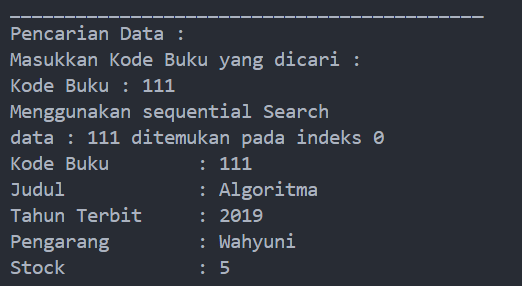 ___________________________________________
Pencarian Data :
Masukkan Kode Buku yang dicari :
Kode Buku : 111
Menggunakan sequential Search
data : 111 ditemukan pada indeks 0
Kode Buku        : 111
Judul            : Algoritma
Tahun Terbit     : 2019
Pengarang        : Wahyuni
Stock            : 5